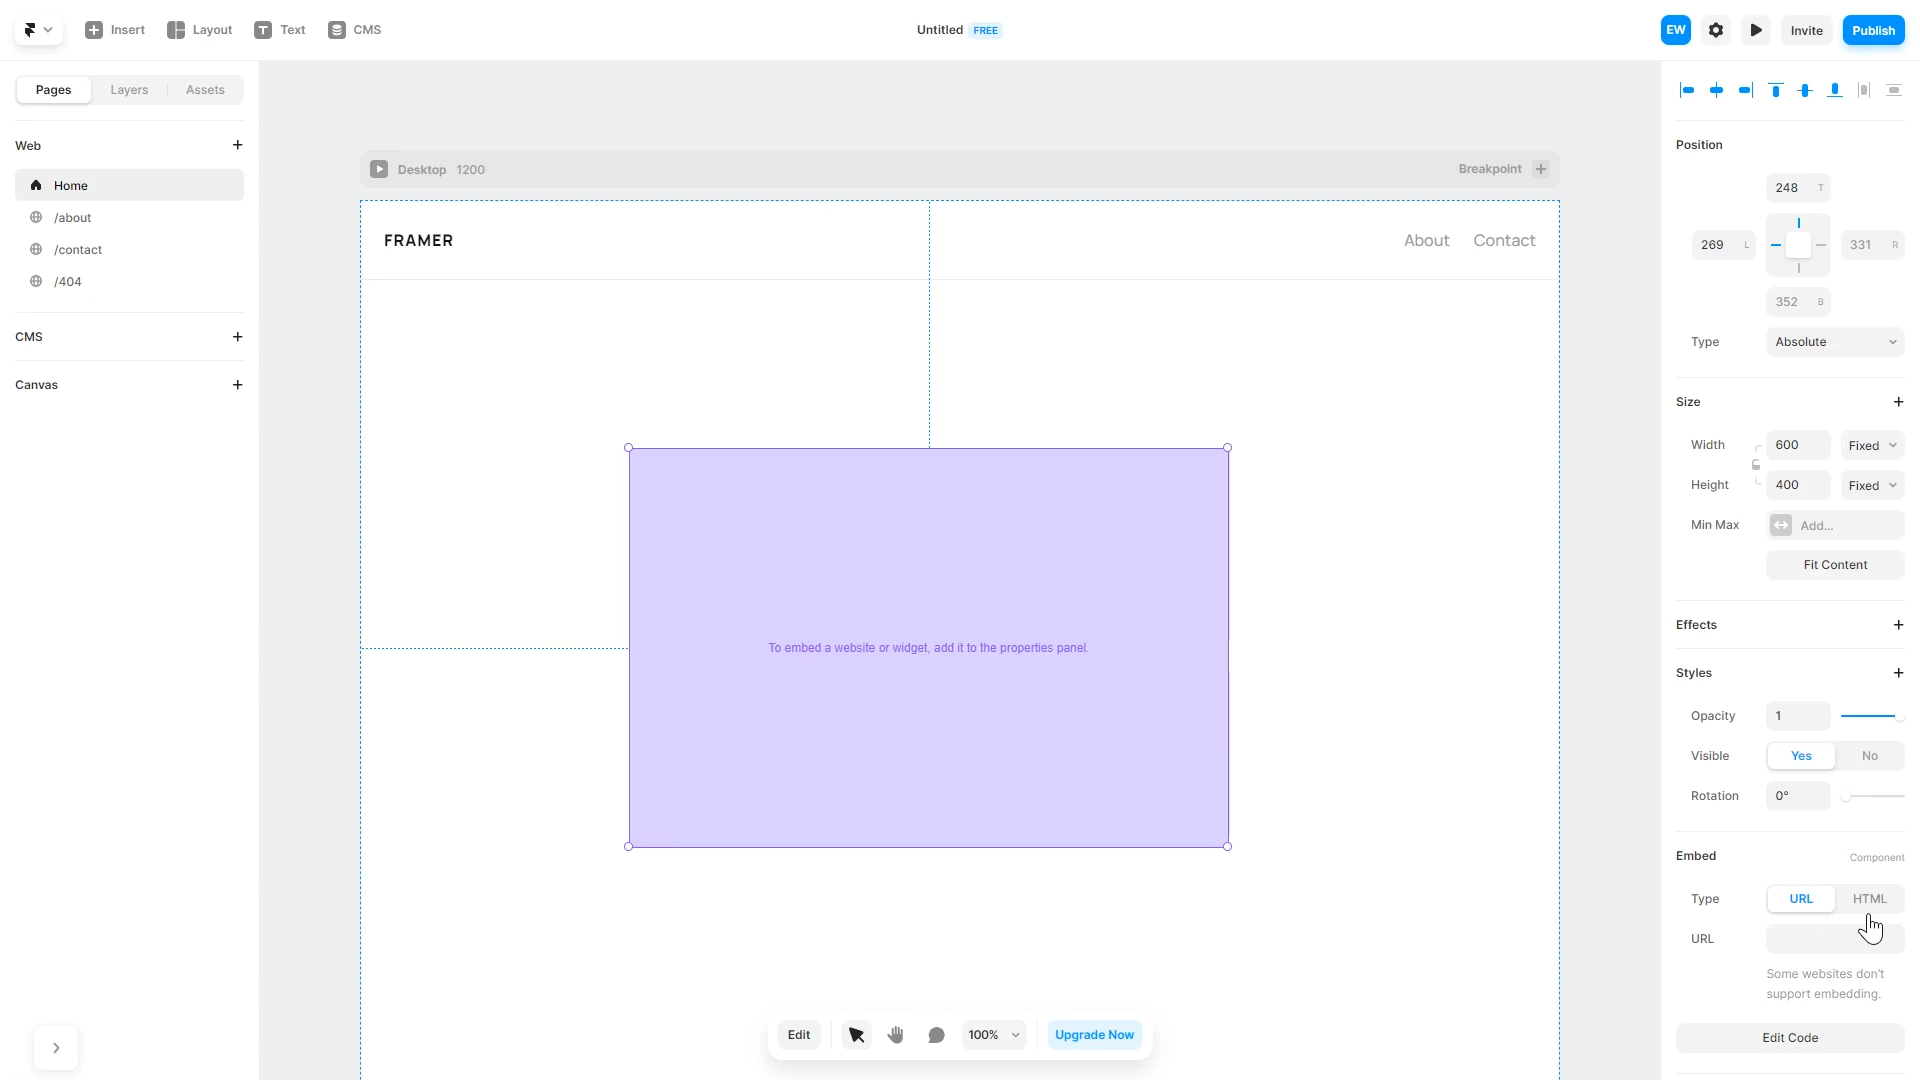 Insert Layout Text CMS
Untitled FREE
EW Invite Publish
Pages Layers Assets
Web
Home
/about
/contact
/404
CMS
Canvas
Desktop 1200
Breakpoint
FRAMER
About Contact
To embed a website or widget, add it to the properties panel.
Edit 100% Upgrade Now
Position
248 T
269 L 331 R
352 B
Type Absolute
Size
Width 600 Fixed
Height 400 Fixed
Min Max Add...
Fit Content
Effects
Styles
Opacity 1
Visible Yes No
Rotation 0°
Embed Component
Type URL HTML
URL
Some websites don't
support embedding.
Edit Code